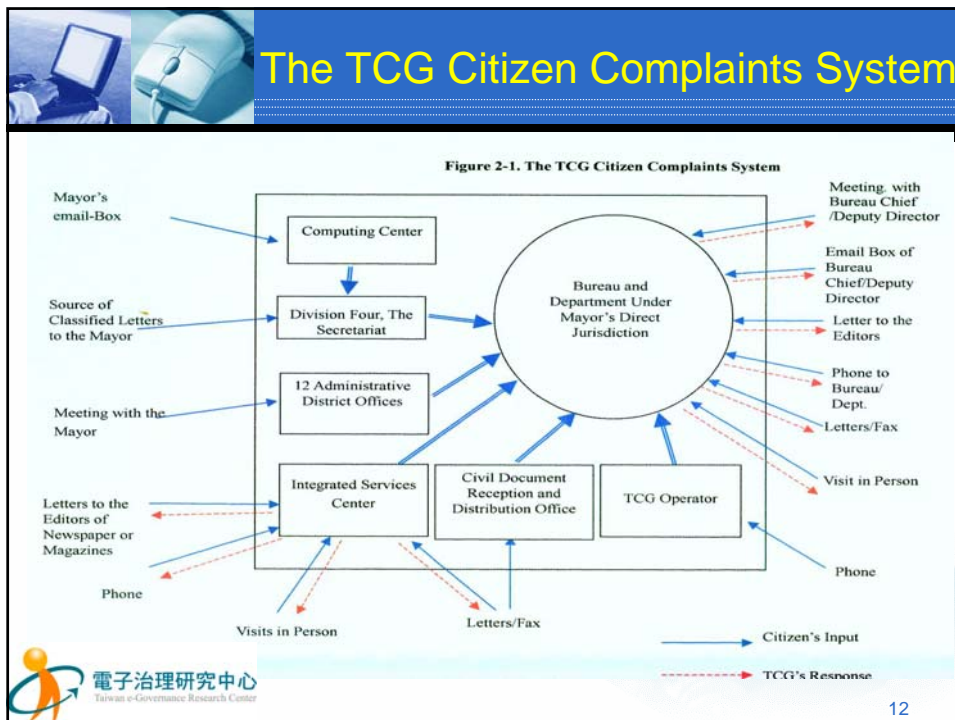 The TCG Citizen Complaints System
Figure 2-1. The TCG Citizen Complaints System
Mayor's
email-Box
Source of
Classified Letters
to the Mayor
Meeting with the
Mayor
Letters to the
Editors of
Newspaper or
Magazines
Phone
Visits in Person
Letters/Fax
Computing Center
Division Four, The
Secretariat
12 Administrative
District Offices
Integrated Services
Center
Civil Document
Reception and
Distribution Office
TCG Operator
Bureau and
Department Under
Mayor's Direct
Jurisdiction
Meeting. with
Bureau Chief
/Deputy Director
Email Box of
Bureau
Chief/Deputy
Director
Letter to the
Editors
Phone to
Bureau/
Dept.
Letters/Fax
Visit in Person
Phone
Citizen's Input
TCG's Response
電子治理研究中心
Taiwan e-Governance Research Center
12